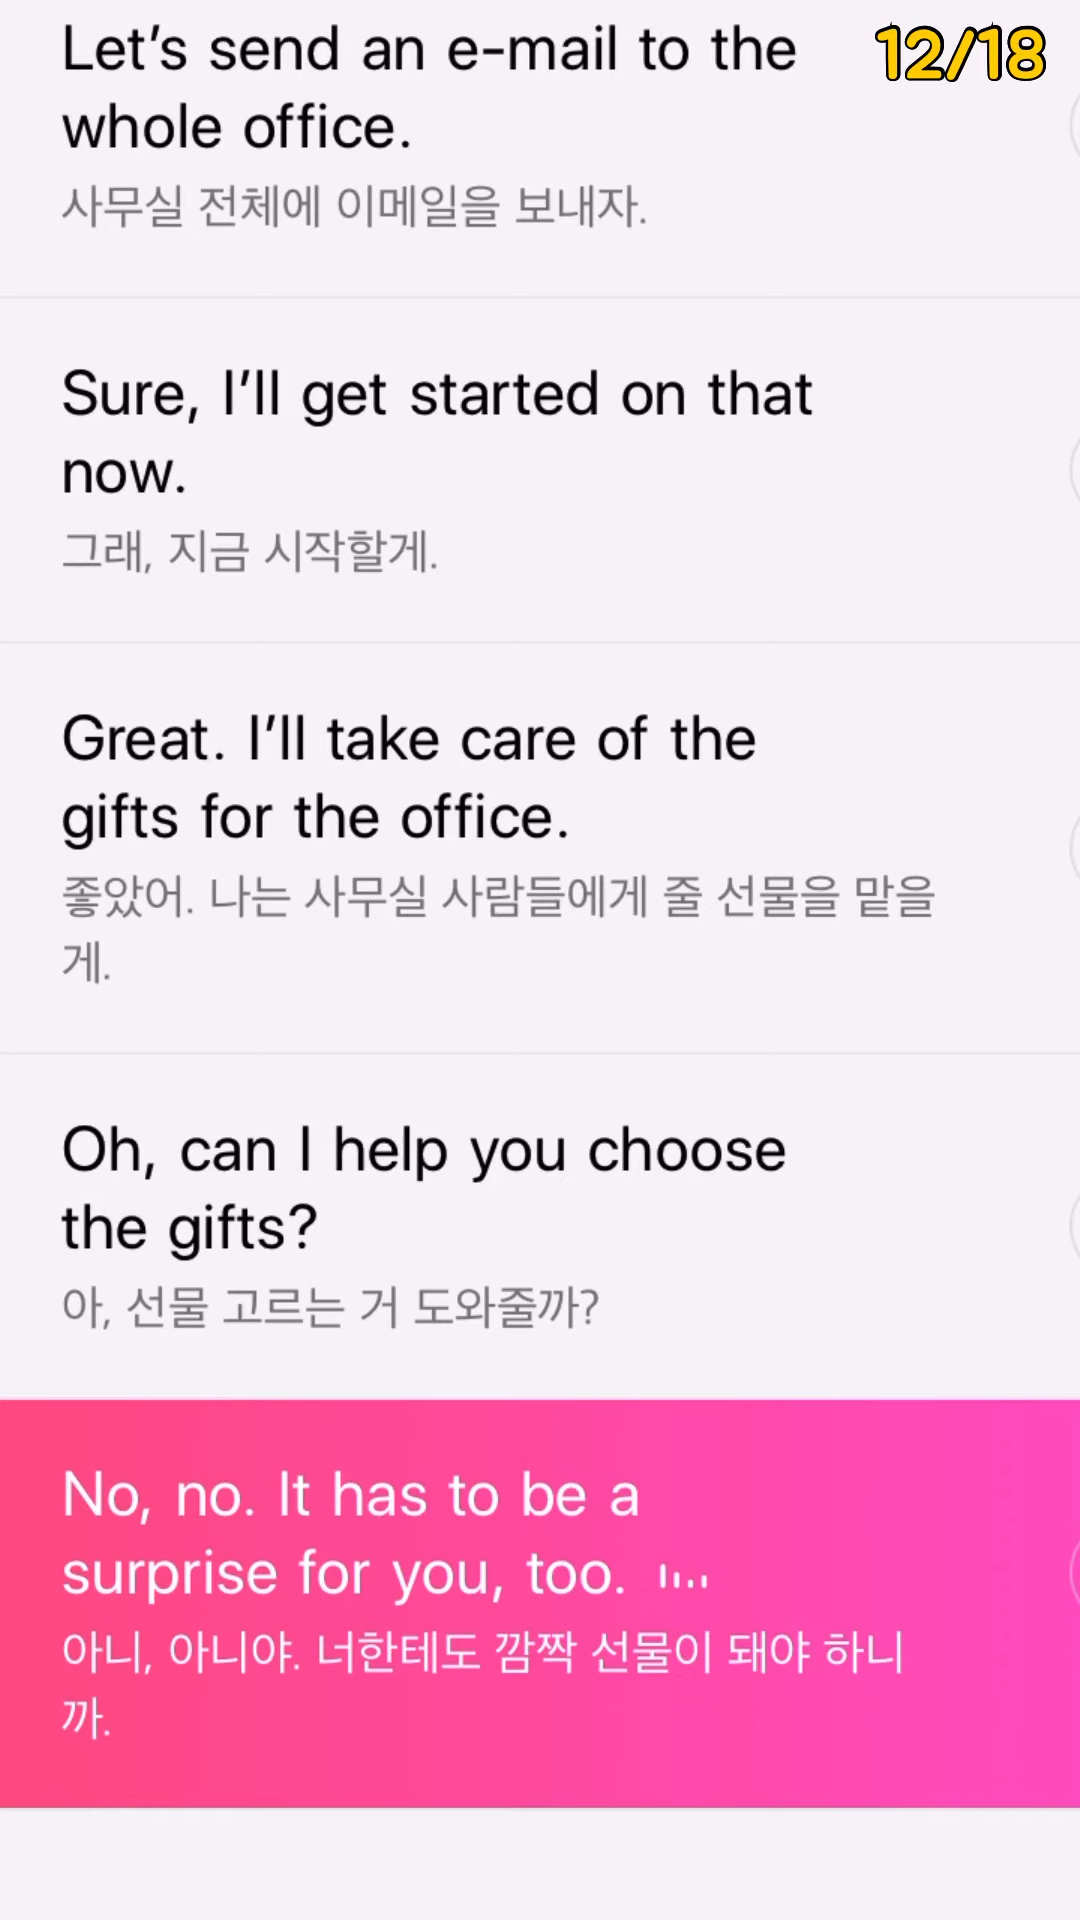 12/18
Let’s send an e-mail to the
whole office.
사무실 전체에 이메일을 보내자.
Sure, I’ll get started on that
now.
그래, 지금 시작할게.
Great. I’ll take care of the
gifts for the office.
좋았어. 나는 사무실 사람들에게 줄 선물을 맡을
게.
Oh, can I help you choose
the gifts?
아, 선물 고르는 거 도와줄까?
No, no. It has to be a
surprise for you, too.
아니, 아니야. 너한테도 깜짝 선물이 돼야 하니
까.